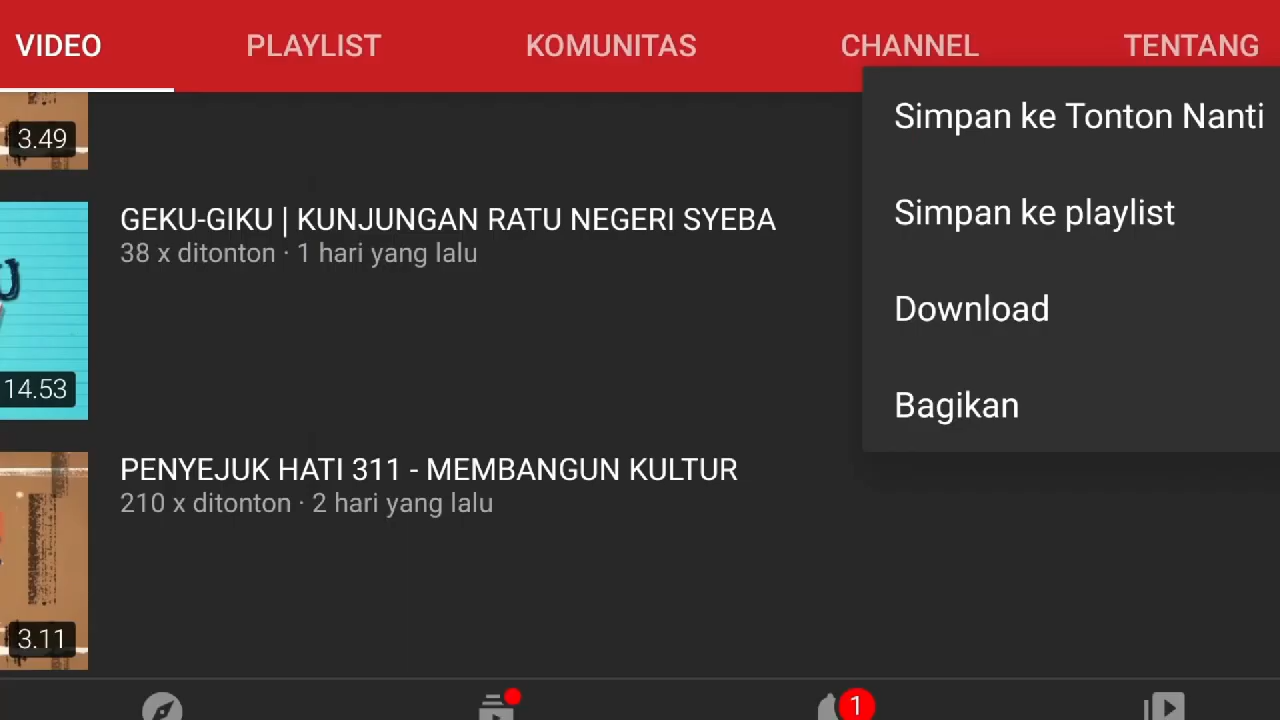 VIDEO PLAYLIST KOMUNITAS CHANNEL TENTANG
3.49
GEKU-GIKU | KUNJUNGAN RATU NEGERI SYEBA
38 x ditonton · 1 hari yang lalu
14.53
PENYEJUK HATI 311 - MEMBANGUN KULTUR
210 x ditonton · 2 hari yang lalu
3.11
Simpan ke Tonton Nanti
Simpan ke playlist
Download
Bagikan
1